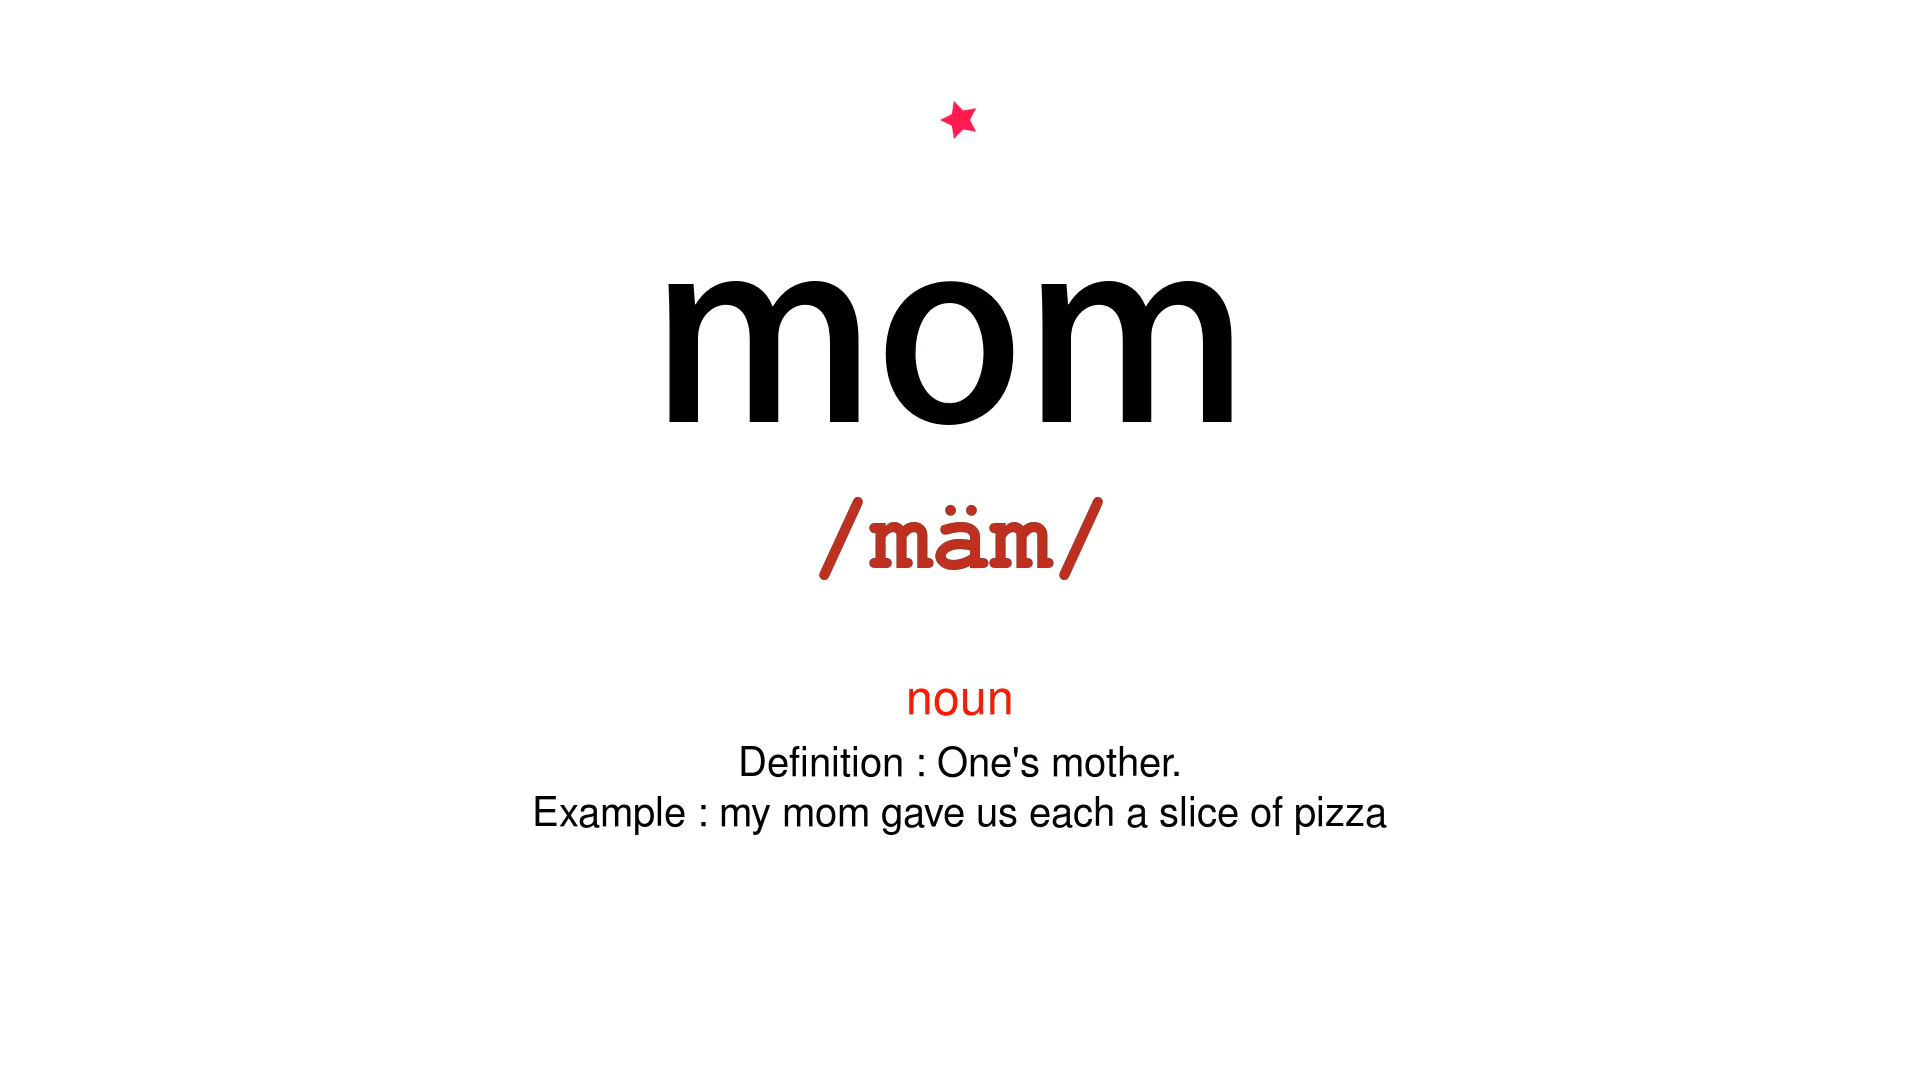 mom
/mäm/
noun
Definition : One's mother.
Example : my mom gave us each a slice of pizza